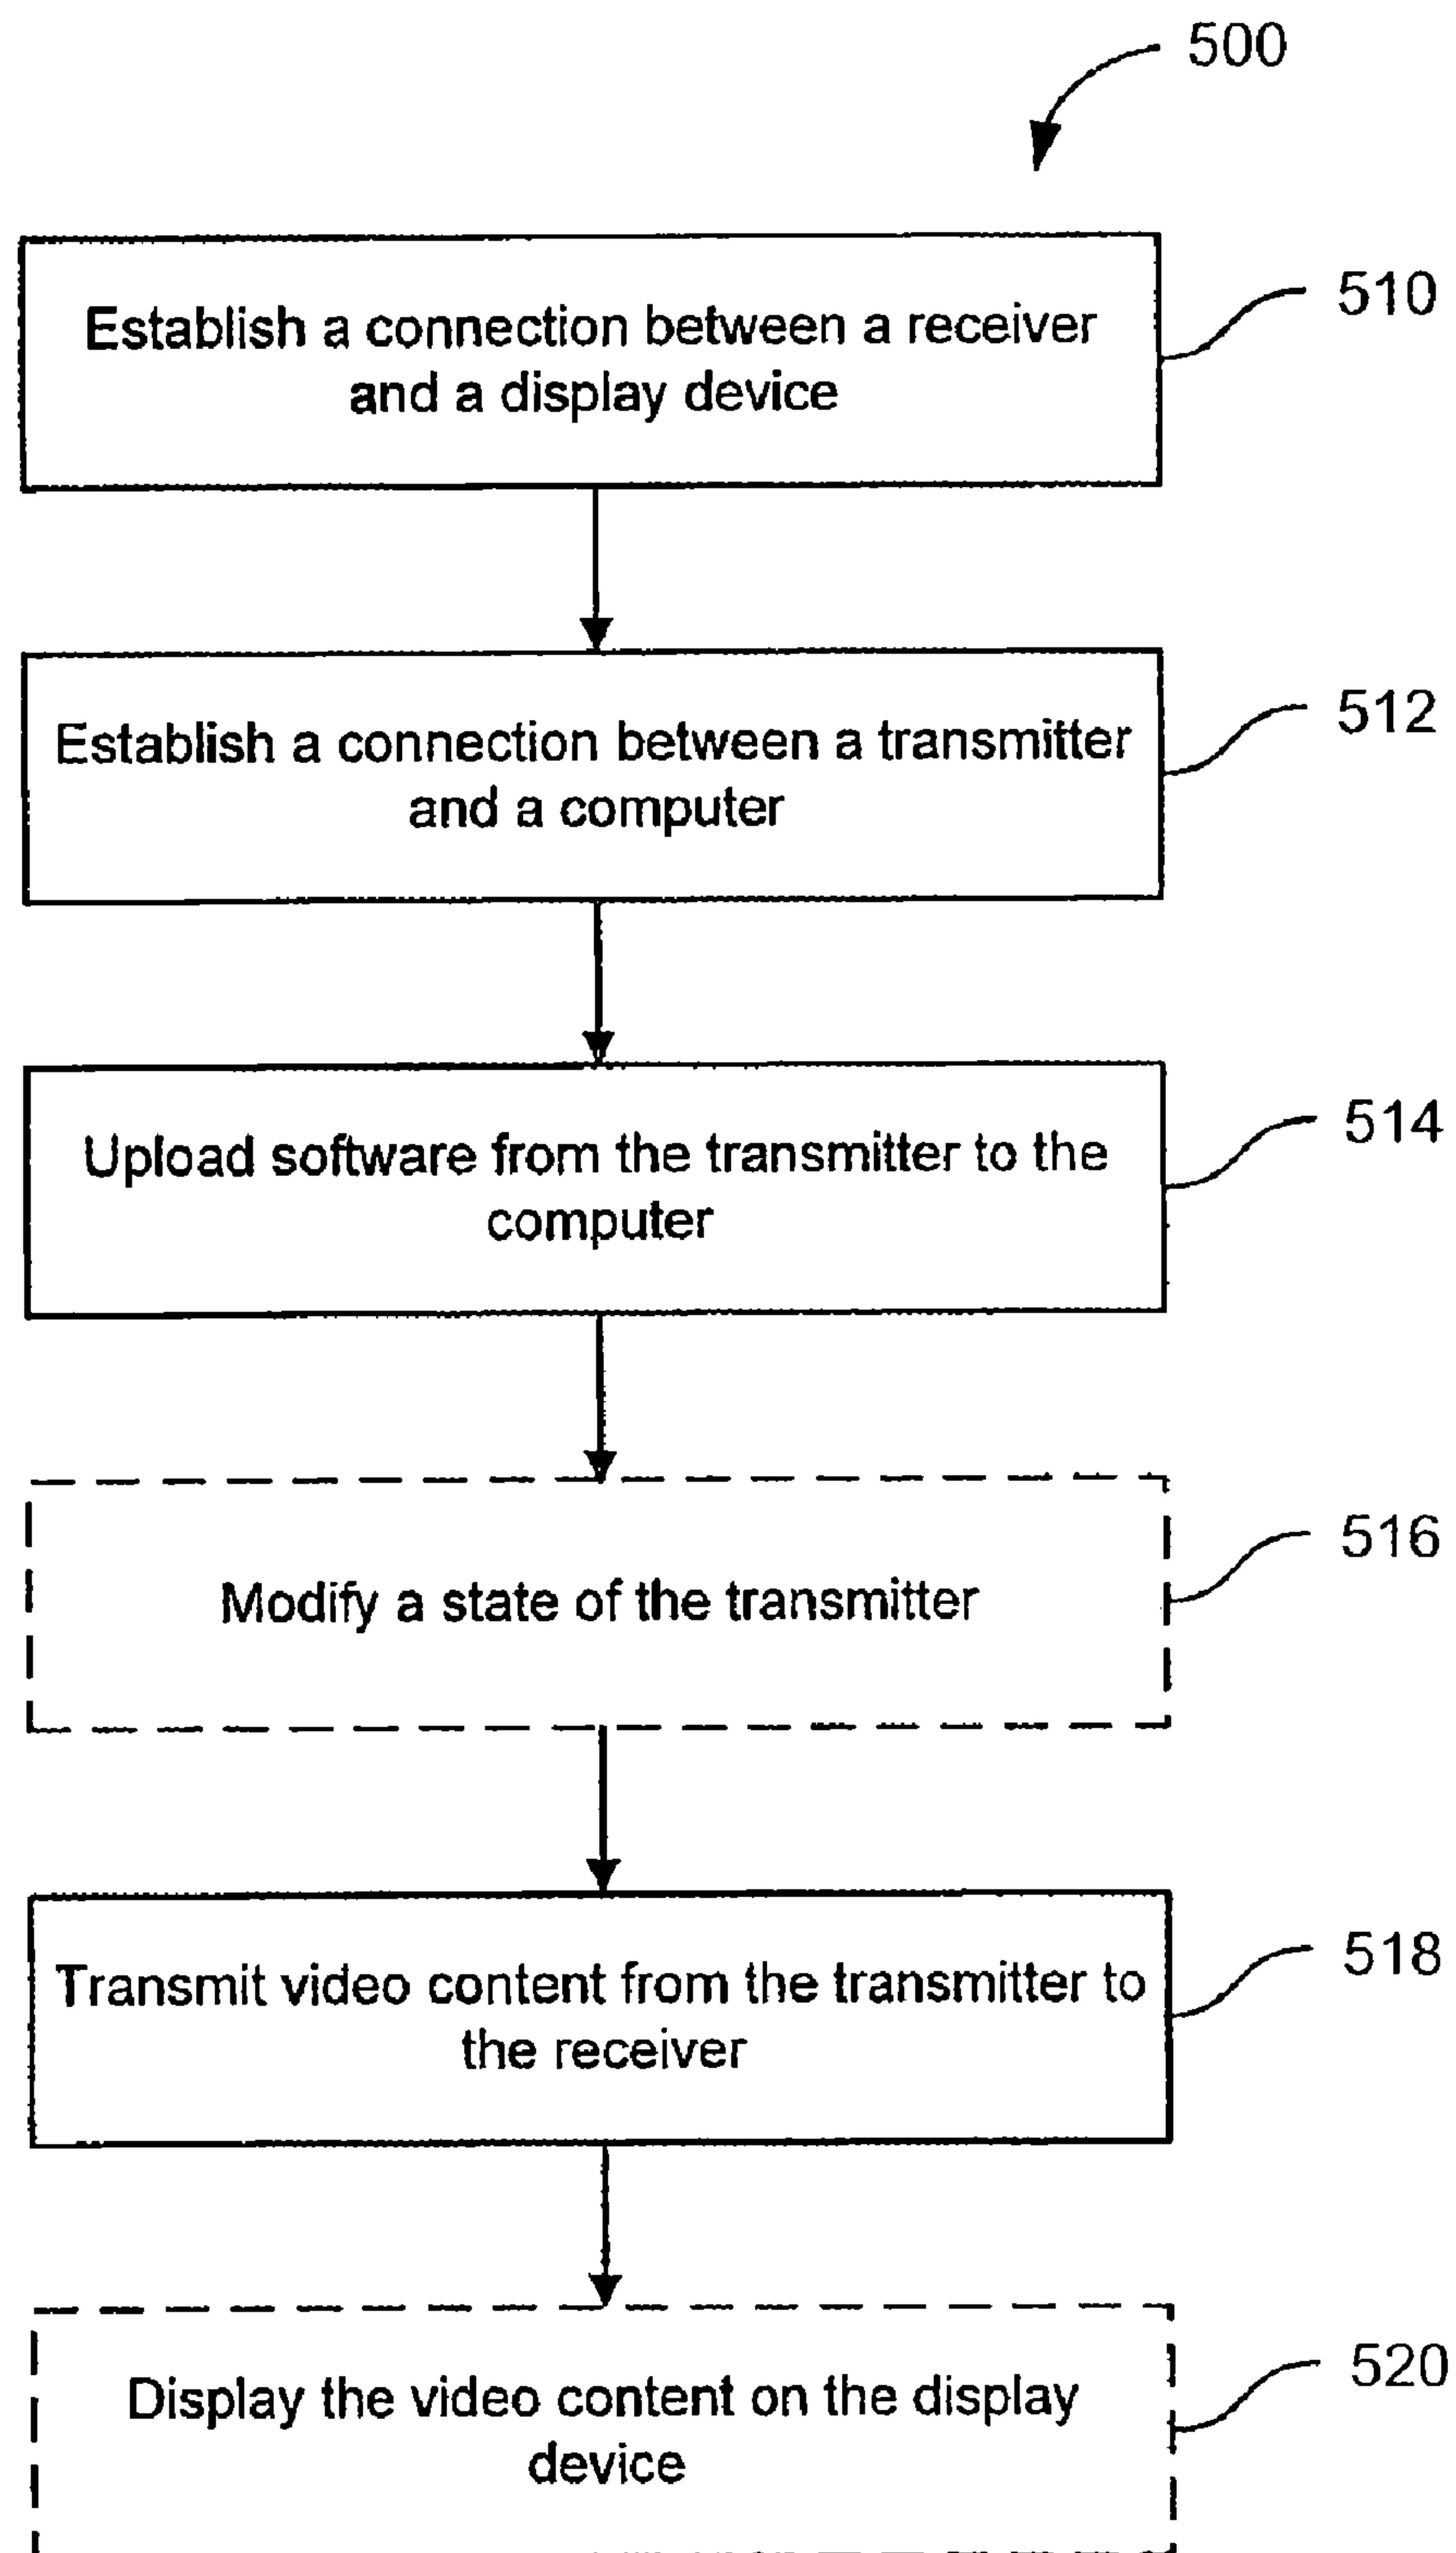 500
Establish a connection between a receiver
and a display device
510
Establish a connection between a transmitter
and a computer
512
Upload software from the transmitter to the
computer
514
Modify a state of the transmitter
516
Transmit video content from the transmitter to
the receiver
518
Display the video content on the display
device
520